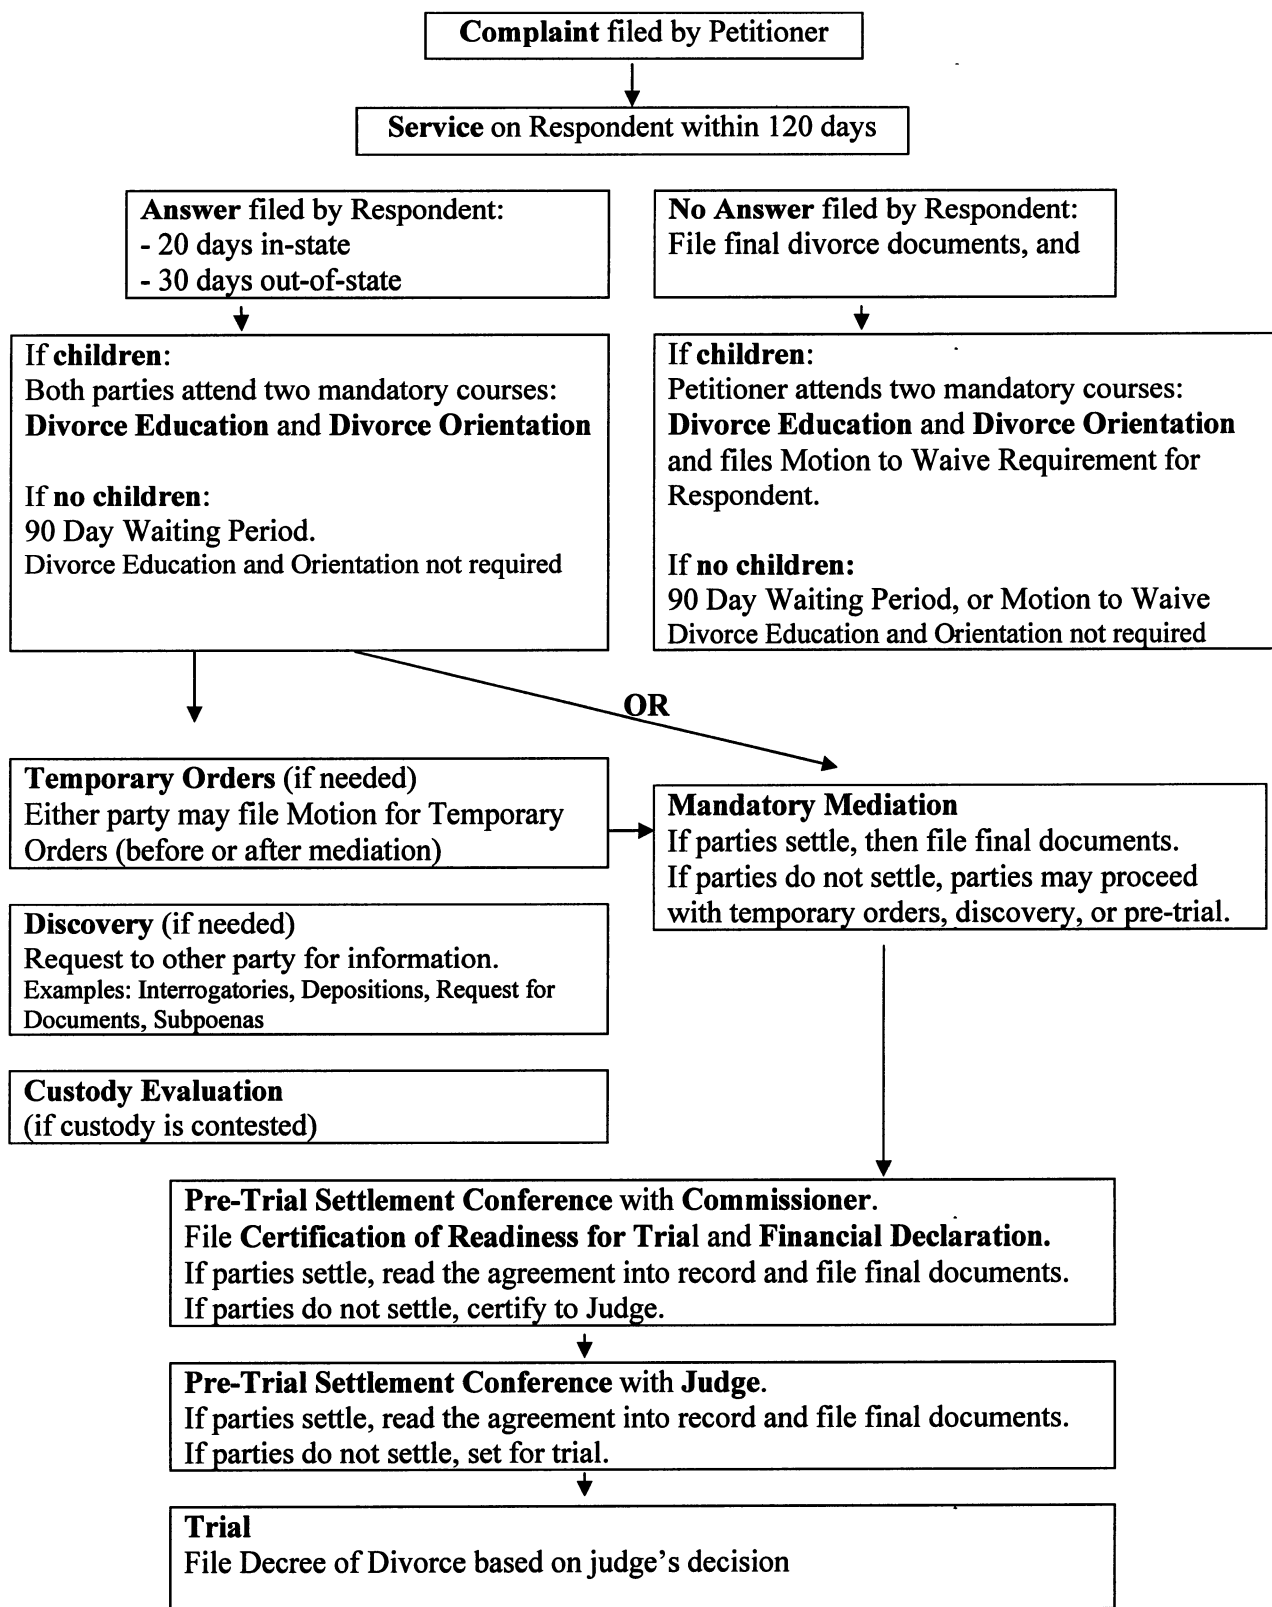 Complaint filed by Petitioner
Service on Respondent within 120 days
Answer filed by Respondent:
- 20 days in-state
- 30 days out-of-state
No Answer filed by Respondent:
File final divorce documents, and
If children:
Both parties attend two mandatory courses:
Divorce Education and Divorce Orientation
If no children:
90 Day Waiting Period.
Divorce Education and Orientation not required
If children:
Petitioner attends two mandatory courses:
Divorce Education and Divorce Orientation
and files Motion to Waive Requirement for
Respondent.
If no children:
90 Day Waiting Period, or Motion to Waive
Divorce Education and Orientation not required
OR
Temporary Orders (if needed)
Either party may file Motion for Temporary
Orders (before or after mediation)
Mandatory Mediation
If parties settle, then file final documents.
If parties do not settle, parties may proceed
with temporary orders, discovery, or pre-trial.
Discovery (if needed)
Request to other party for information.
Examples: Interrogatories, Depositions, Request for
Documents, Subpoenas
Custody Evaluation
(if custody is contested)
Pre-Trial Settlement Conference with Commissioner.
File Certification of Readiness for Trial and Financial Declaration.
If parties settle, read the agreement into record and file final documents.
If parties do not settle, certify to Judge.
Pre-Trial Settlement Conference with Judge.
If parties settle, read the agreement into record and file final documents.
If parties do not settle, set for trial.
Trial
File Decree of Divorce based on judge's decision